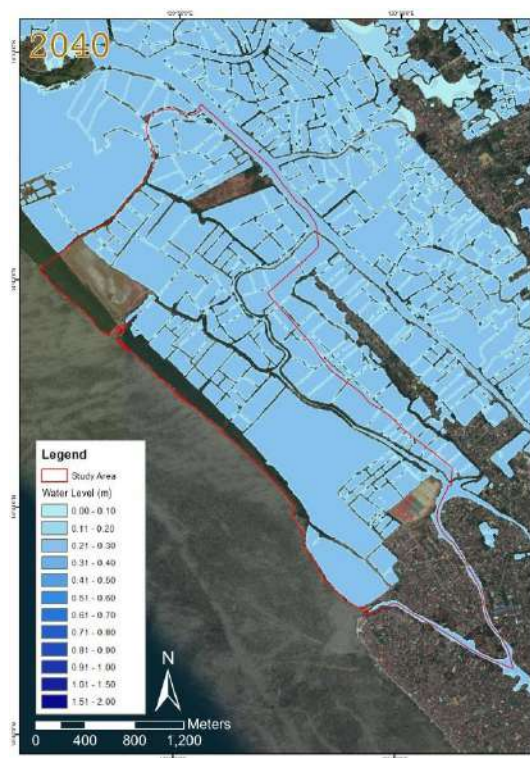 2040
Legend
Study Area
Water Level (m)
0.00 - 0.10
0.11 - 0.20
0.21 - 0.30
0.31 - 0.40
0.41 - 0.50
0.51 - 0.60
0.61 - 0.70
0.71 - 0.80
0.81 - 0.90
0.91 - 1.00
1.01 - 1.50
1.51 - 2.00
N
Meters
0 400 800 1,200